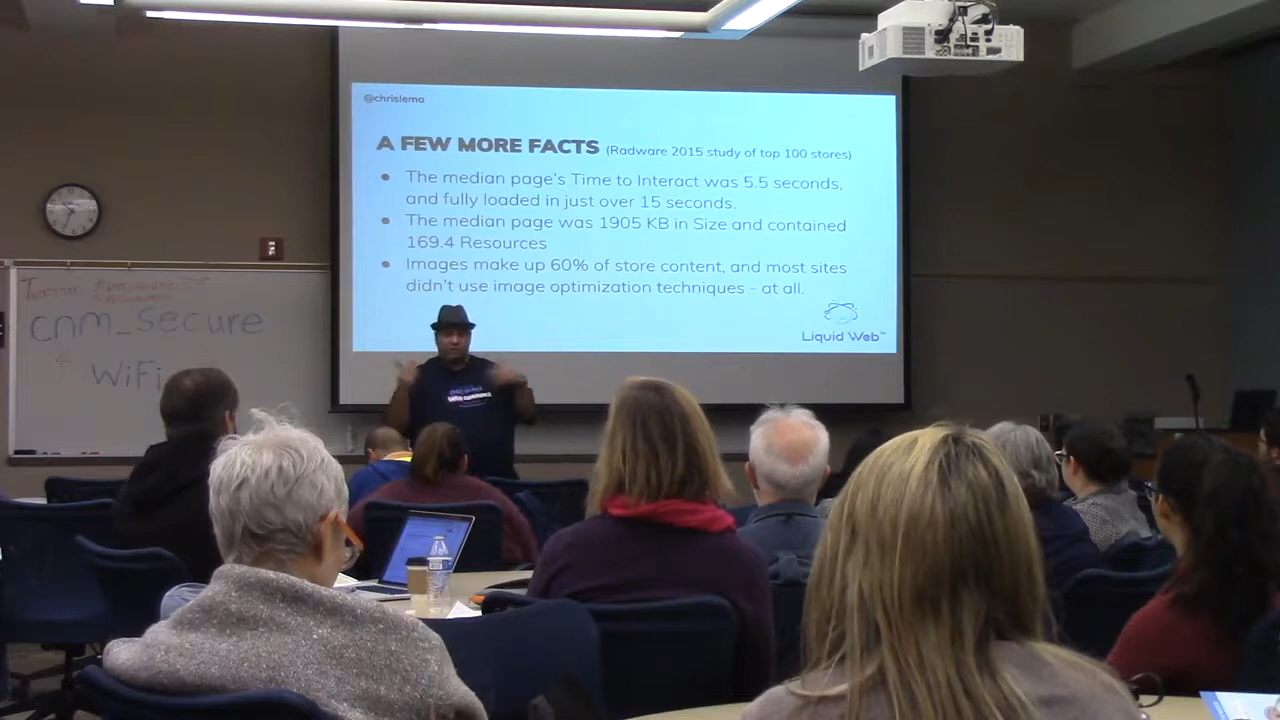 @chrislema
A FEW MORE FACTS (Radware 2015 study of top 100 stores)
• The median page's Time to Interact was 5.5 seconds,
and fully loaded in just over 15 seconds.
• The median page was 1905 KB in Size and contained
169.4 Resources
• Images make up 60% of store content, and most sites
didn't use image optimization techniques - at all.
Liquid Web™
cnm_secure
WiFi